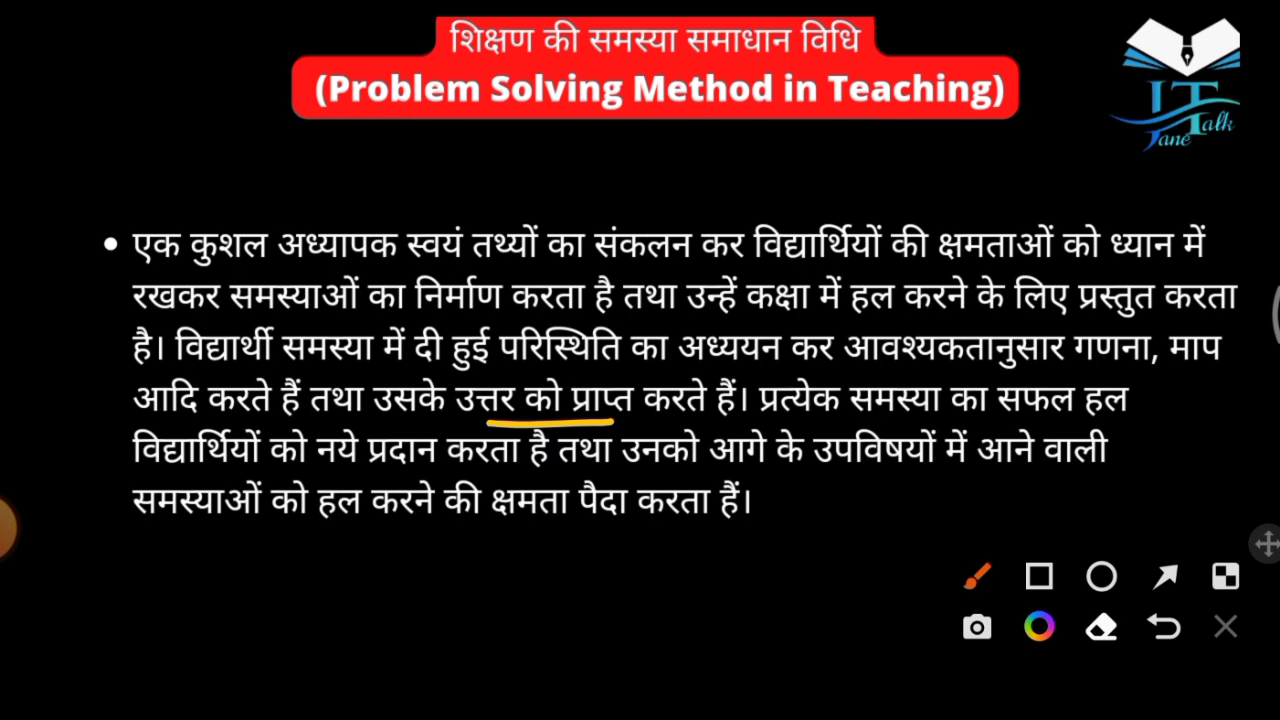 शिक्षण की समस्या समाधान विधि
(Problem Solving Method in Teaching)
JT
Jane Talk
• एक कुशल अध्यापक स्वयं तथ्यों का संकलन कर विद्यार्थियों की क्षमताओं को ध्यान में
रखकर समस्याओं का निर्माण करता है तथा उन्हें कक्षा में हल करने के लिए प्रस्तुत करता
है। विद्यार्थी समस्या में दी हुई परिस्थिति का अध्ययन कर आवश्यकतानुसार गणना, माप
आदि करते हैं तथा उसके उत्तर को प्राप्त करते हैं। प्रत्येक समस्या का सफल हल
विद्यार्थियों को नये प्रदान करता है तथा उनको आगे के उपविषयों में आने वाली
समस्याओं को हल करने की क्षमता पैदा करता हैं।